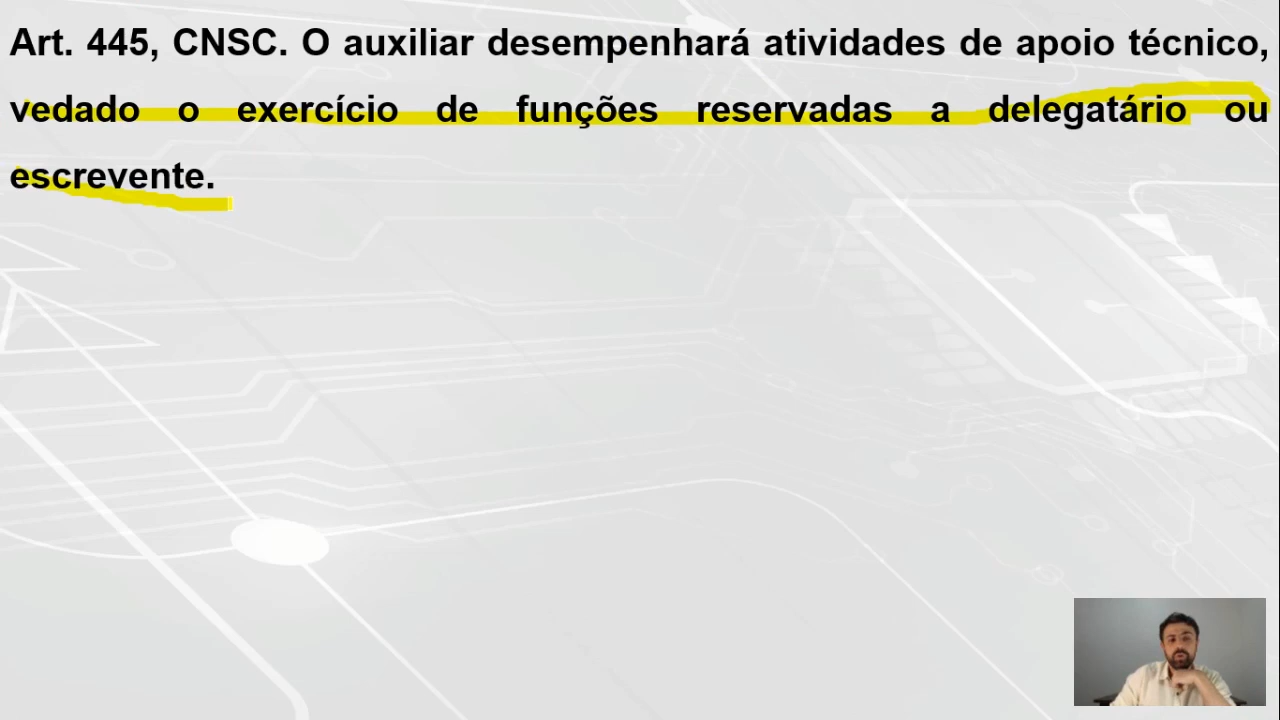 Art. 445, CNSC. O auxiliar desempenhará atividades de apoio técnico,
vedado o exercício de funções reservadas a delegatário ou
escrevente.